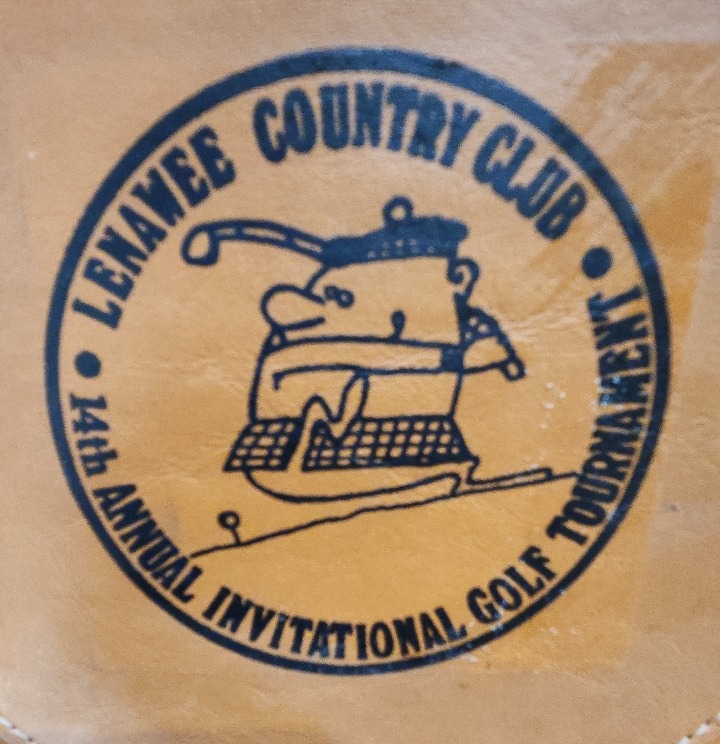 LENAWEE COUNTRY CLUB
14th ANNUAL INVITATIONAL GOLF TOURNAMENT